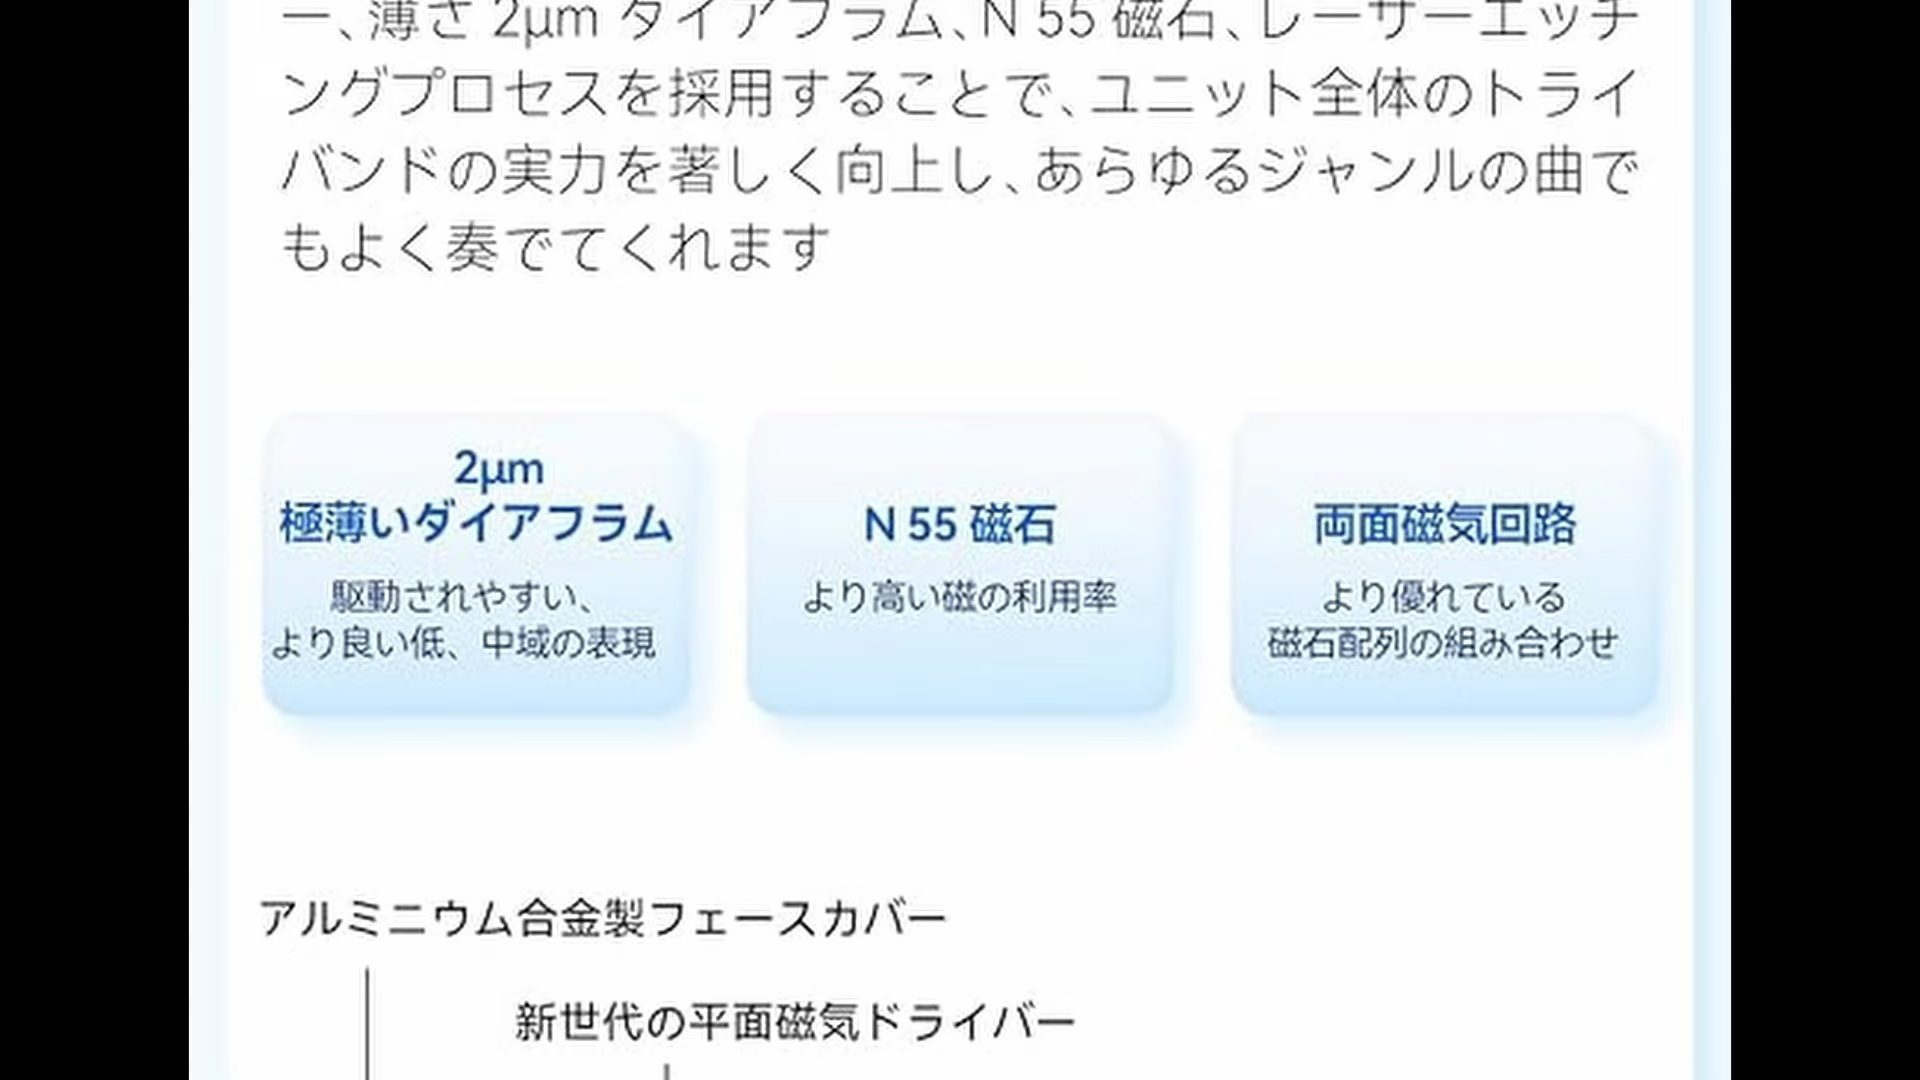 ー、薄さ 2μm ダイアフラム、N 55 磁石、レーザーエッチ
ングプロセスを採用することで、ユニット全体のトライ
バンドの実力を著しく向上し、あらゆるジャンルの曲で
もよく奏でてくれます
2μm
極薄いダイアフラム
駆動されやすい、
より良い低、中域の表現
N 55 磁石
より高い磁の利用率
両面磁気回路
より優れている
磁石配列の組み合わせ
アルミニウム合金製フェースカバー
新世代の平面磁気ドライバー